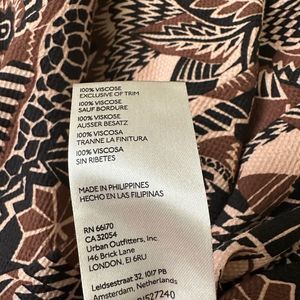 100% VISCOSE
EXCLUSIVE OF TRIM
100% VISCOSE
SAUF BORDURE
100% VISKOSE
AUSSER BESATZ
100% VISCOSA
TRANNE LA FINITURA
100% VISCOSA
SIN RIBETES
MADE IN PHILIPPINES
HECHO EN LAS FILIPINAS
RN 66170
CA 32054
Urban Outfitters, Inc.
146 Brick Lane
LONDON, E1 6RU
Leidsestraat 32, 1017 PB
Amsterdam, Netherlands